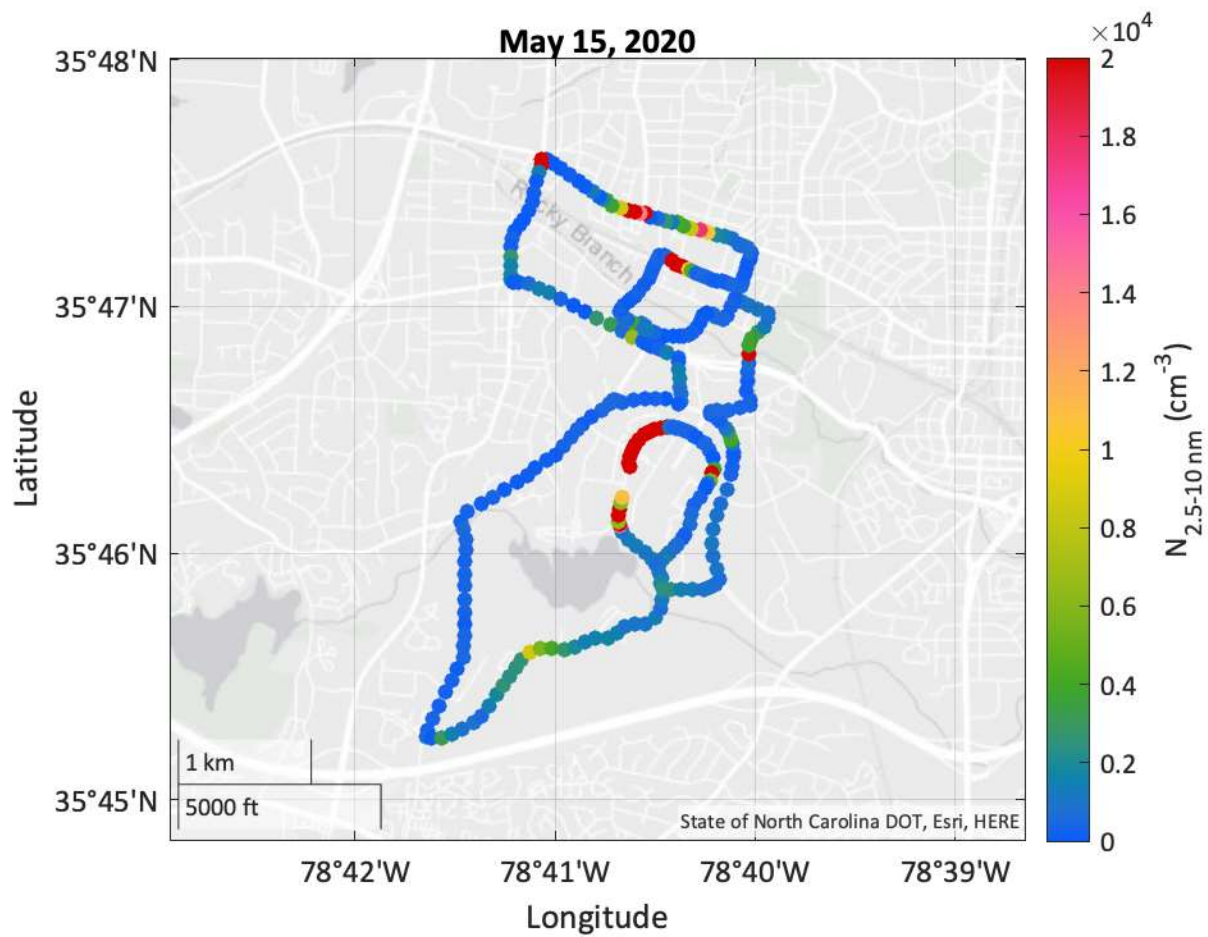 May 15, 2020
×10⁴
35°48'N
35°47'N
35°46'N
35°45'N
Latitude
Rocky Branch
1 km
5000 ft
State of North Carolina DOT, Esri, HERE
78°42'W
78°41'W
78°40'W
78°39'W
Longitude
2
1.8
1.6
1.4
1.2
1
0.8
0.6
0.4
0.2
0
N2.5-10 nm (cm-3)